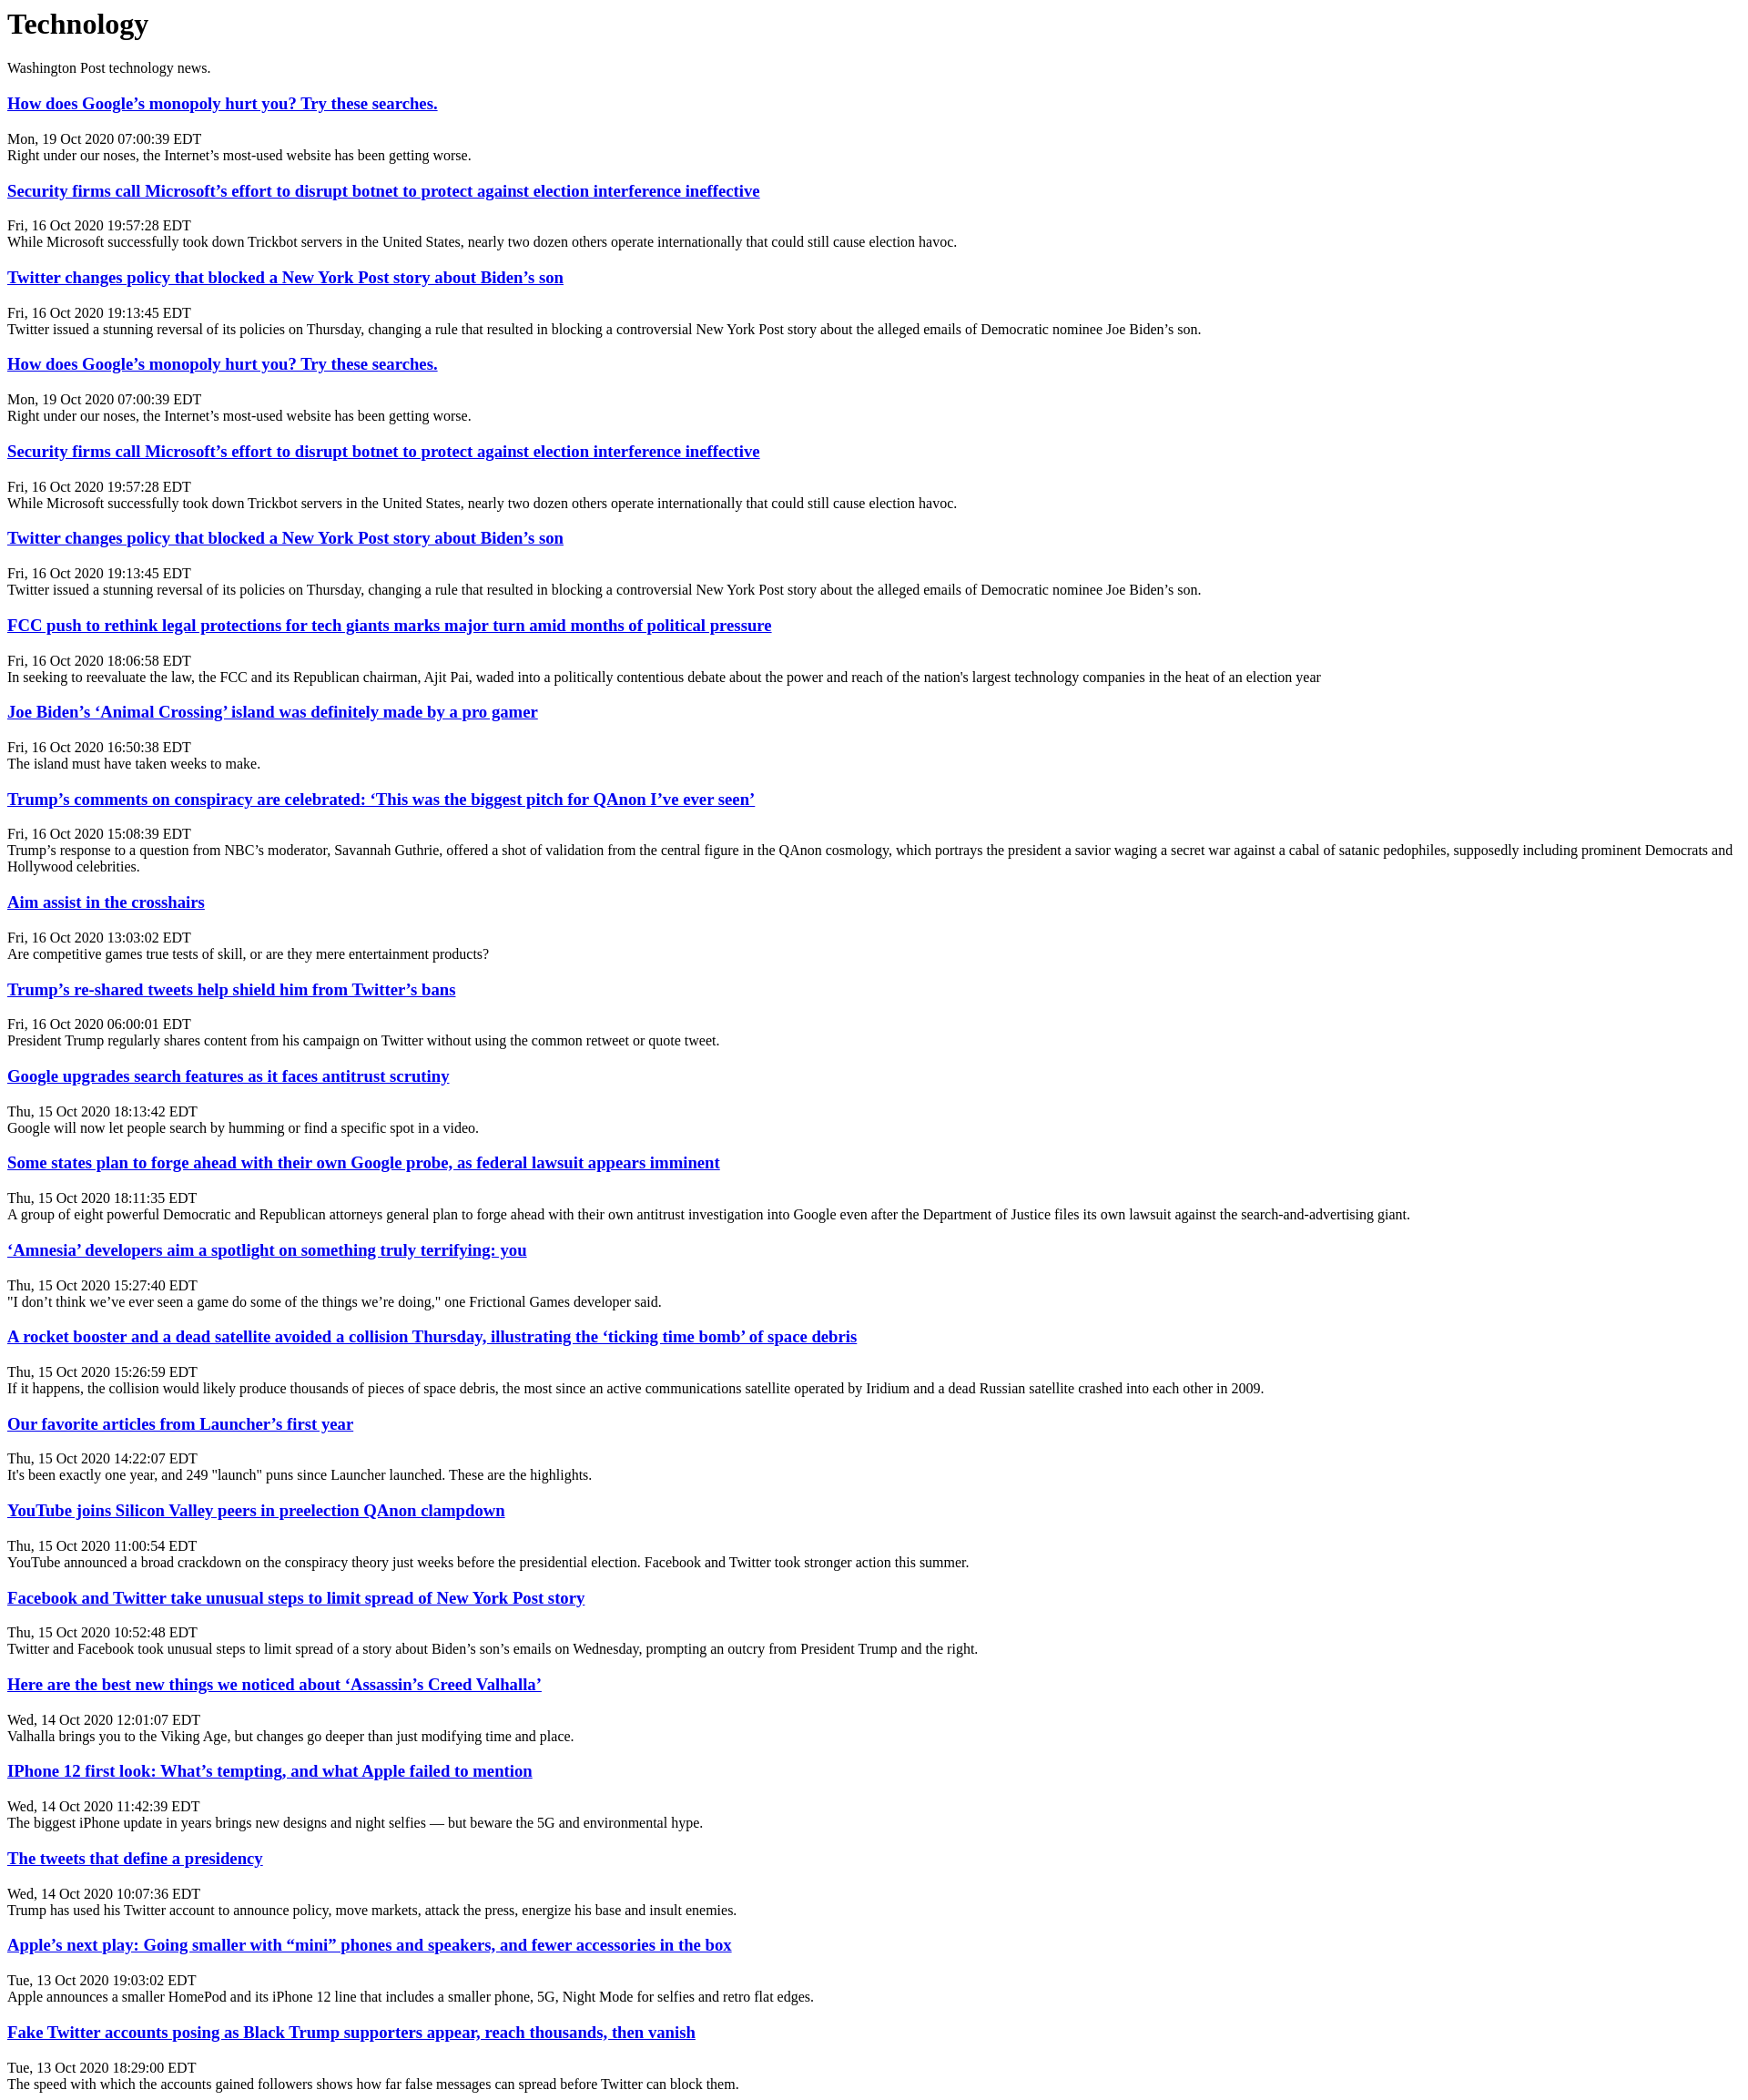 Technology
Washington Post technology news.
How does Google’s monopoly hurt you? Try these searches.
Mon, 19 Oct 2020 07:00:39 EDT
Right under our noses, the Internet’s most-used website has been getting worse.
Security firms call Microsoft’s effort to disrupt botnet to protect against election interference ineffective
Fri, 16 Oct 2020 19:57:28 EDT
While Microsoft successfully took down Trickbot servers in the United States, nearly two dozen others operate internationally that could still cause election havoc.
Twitter changes policy that blocked a New York Post story about Biden’s son
Fri, 16 Oct 2020 19:13:45 EDT
Twitter issued a stunning reversal of its policies on Thursday, changing a rule that resulted in blocking a controversial New York Post story about the alleged emails of Democratic nominee Joe Biden’s son.
How does Google’s monopoly hurt you? Try these searches.
Mon, 19 Oct 2020 07:00:39 EDT
Right under our noses, the Internet’s most-used website has been getting worse.
Security firms call Microsoft’s effort to disrupt botnet to protect against election interference ineffective
Fri, 16 Oct 2020 19:57:28 EDT
While Microsoft successfully took down Trickbot servers in the United States, nearly two dozen others operate internationally that could still cause election havoc.
Twitter changes policy that blocked a New York Post story about Biden’s son
Fri, 16 Oct 2020 19:13:45 EDT
Twitter issued a stunning reversal of its policies on Thursday, changing a rule that resulted in blocking a controversial New York Post story about the alleged emails of Democratic nominee Joe Biden’s son.
FCC push to rethink legal protections for tech giants marks major turn amid months of political pressure
Fri, 16 Oct 2020 18:06:58 EDT
In seeking to reevaluate the law, the FCC and its Republican chairman, Ajit Pai, waded into a politically contentious debate about the power and reach of the nation's largest technology companies in the heat of an election year
Joe Biden’s ‘Animal Crossing’ island was definitely made by a pro gamer
Fri, 16 Oct 2020 16:50:38 EDT
The island must have taken weeks to make.
Trump’s comments on conspiracy are celebrated: ‘This was the biggest pitch for QAnon I’ve ever seen’
Fri, 16 Oct 2020 15:08:39 EDT
Trump’s response to a question from NBC’s moderator, Savannah Guthrie, offered a shot of validation from the central figure in the QAnon cosmology, which portrays the president a savior waging a secret war against a cabal of satanic pedophiles, supposedly including prominent Democrats and
Hollywood celebrities.
Aim assist in the crosshairs
Fri, 16 Oct 2020 13:03:02 EDT
Are competitive games true tests of skill, or are they mere entertainment products?
Trump’s re-shared tweets help shield him from Twitter’s bans
Fri, 16 Oct 2020 06:00:01 EDT
President Trump regularly shares content from his campaign on Twitter without using the common retweet or quote tweet.
Google upgrades search features as it faces antitrust scrutiny
Thu, 15 Oct 2020 18:13:42 EDT
Google will now let people search by humming or find a specific spot in a video.
Some states plan to forge ahead with their own Google probe, as federal lawsuit appears imminent
Thu, 15 Oct 2020 18:11:35 EDT
A group of eight powerful Democratic and Republican attorneys general plan to forge ahead with their own antitrust investigation into Google even after the Department of Justice files its own lawsuit against the search-and-advertising giant.
‘Amnesia’ developers aim a spotlight on something truly terrifying: you
Thu, 15 Oct 2020 15:27:40 EDT
"I don’t think we’ve ever seen a game do some of the things we’re doing," one Frictional Games developer said.
A rocket booster and a dead satellite avoided a collision Thursday, illustrating the ‘ticking time bomb’ of space debris
Thu, 15 Oct 2020 15:26:59 EDT
If it happens, the collision would likely produce thousands of pieces of space debris, the most since an active communications satellite operated by Iridium and a dead Russian satellite crashed into each other in 2009.
Our favorite articles from Launcher’s first year
Thu, 15 Oct 2020 14:22:07 EDT
It's been exactly one year, and 249 "launch" puns since Launcher launched. These are the highlights.
YouTube joins Silicon Valley peers in preelection QAnon clampdown
Thu, 15 Oct 2020 11:00:54 EDT
YouTube announced a broad crackdown on the conspiracy theory just weeks before the presidential election. Facebook and Twitter took stronger action this summer.
Facebook and Twitter take unusual steps to limit spread of New York Post story
Thu, 15 Oct 2020 10:52:48 EDT
Twitter and Facebook took unusual steps to limit spread of a story about Biden’s son’s emails on Wednesday, prompting an outcry from President Trump and the right.
Here are the best new things we noticed about ‘Assassin’s Creed Valhalla’
Wed, 14 Oct 2020 12:01:07 EDT
Valhalla brings you to the Viking Age, but changes go deeper than just modifying time and place.
IPhone 12 first look: What’s tempting, and what Apple failed to mention
Wed, 14 Oct 2020 11:42:39 EDT
The biggest iPhone update in years brings new designs and night selfies — but beware the 5G and environmental hype.
The tweets that define a presidency
Wed, 14 Oct 2020 10:07:36 EDT
Trump has used his Twitter account to announce policy, move markets, attack the press, energize his base and insult enemies.
Apple’s next play: Going smaller with “mini” phones and speakers, and fewer accessories in the box
Tue, 13 Oct 2020 19:03:02 EDT
Apple announces a smaller HomePod and its iPhone 12 line that includes a smaller phone, 5G, Night Mode for selfies and retro flat edges.
Fake Twitter accounts posing as Black Trump supporters appear, reach thousands, then vanish
Tue, 13 Oct 2020 18:29:00 EDT
The speed with which the accounts gained followers shows how far false messages can spread before Twitter can block them.